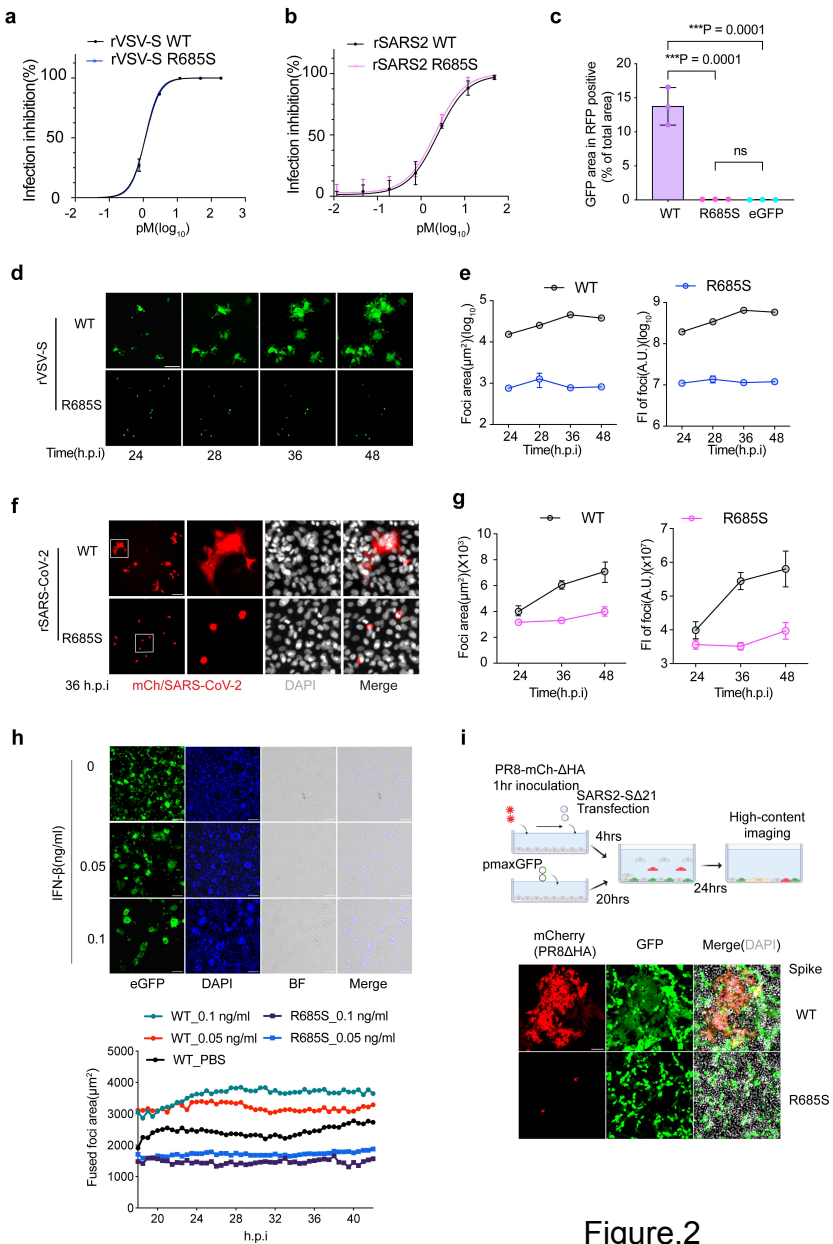 a
rVSV-S WT
rVSV-S R685S
Infection inhibition(%)
100
50
0
-2 -1 0 1 2 3
pM(log10)
b
rSARS2 WT
rSARS2 R685S
Infection inhibition(%)
100
50
0
-2 -1 0 1 2
pM(log10)
c
***P = 0.0001
***P = 0.0001
ns
GFP area in RFP positive
(% of total area)
20
15
10
5
0
WT R685S eGFP
d
rVSV-S
WT
R685S
Time(h.p.i) 24 28 36 48
e
WT
R685S
Foci area(µm²)(log10)
5
4
3
2
24 28 36 48
Time(h.p.i)
FI of foci(A.U.)(log10)
9
8
7
6
24 28 36 48
Time(h.p.i)
f
rSARS-CoV-2
WT
R685S
36 h.p.i mCh/SARS-CoV-2 DAPI Merge
g
WT
R685S
Foci area(µm²)(X10³)
10
8
6
4
2
0
24 36 48
Time(h.p.i)
FI of foci(A.U.)(x10⁷)
7
6
5
4
3
24 36 48
Time(h.p.i)
h
IFN-β(ng/ml)
0
0.05
0.1
eGFP DAPI BF Merge
WT_0.1 ng/ml R685S_0.1 ng/ml
WT_0.05 ng/ml R685S_0.05 ng/ml
WT_PBS
Fused foci area(µm²)
5000
4000
3000
2000
1000
0
20 24 28 32 36 40
h.p.i
i
PR8-mCh-ΔHA
1hr inoculation
SARS2-SΔ21
Transfection
4hrs
pmaxGFP
20hrs
24hrs
High-content
imaging
mCherry
(PR8ΔHA)
GFP
Merge(DAPI)
Spike
WT
R685S
Figure.2